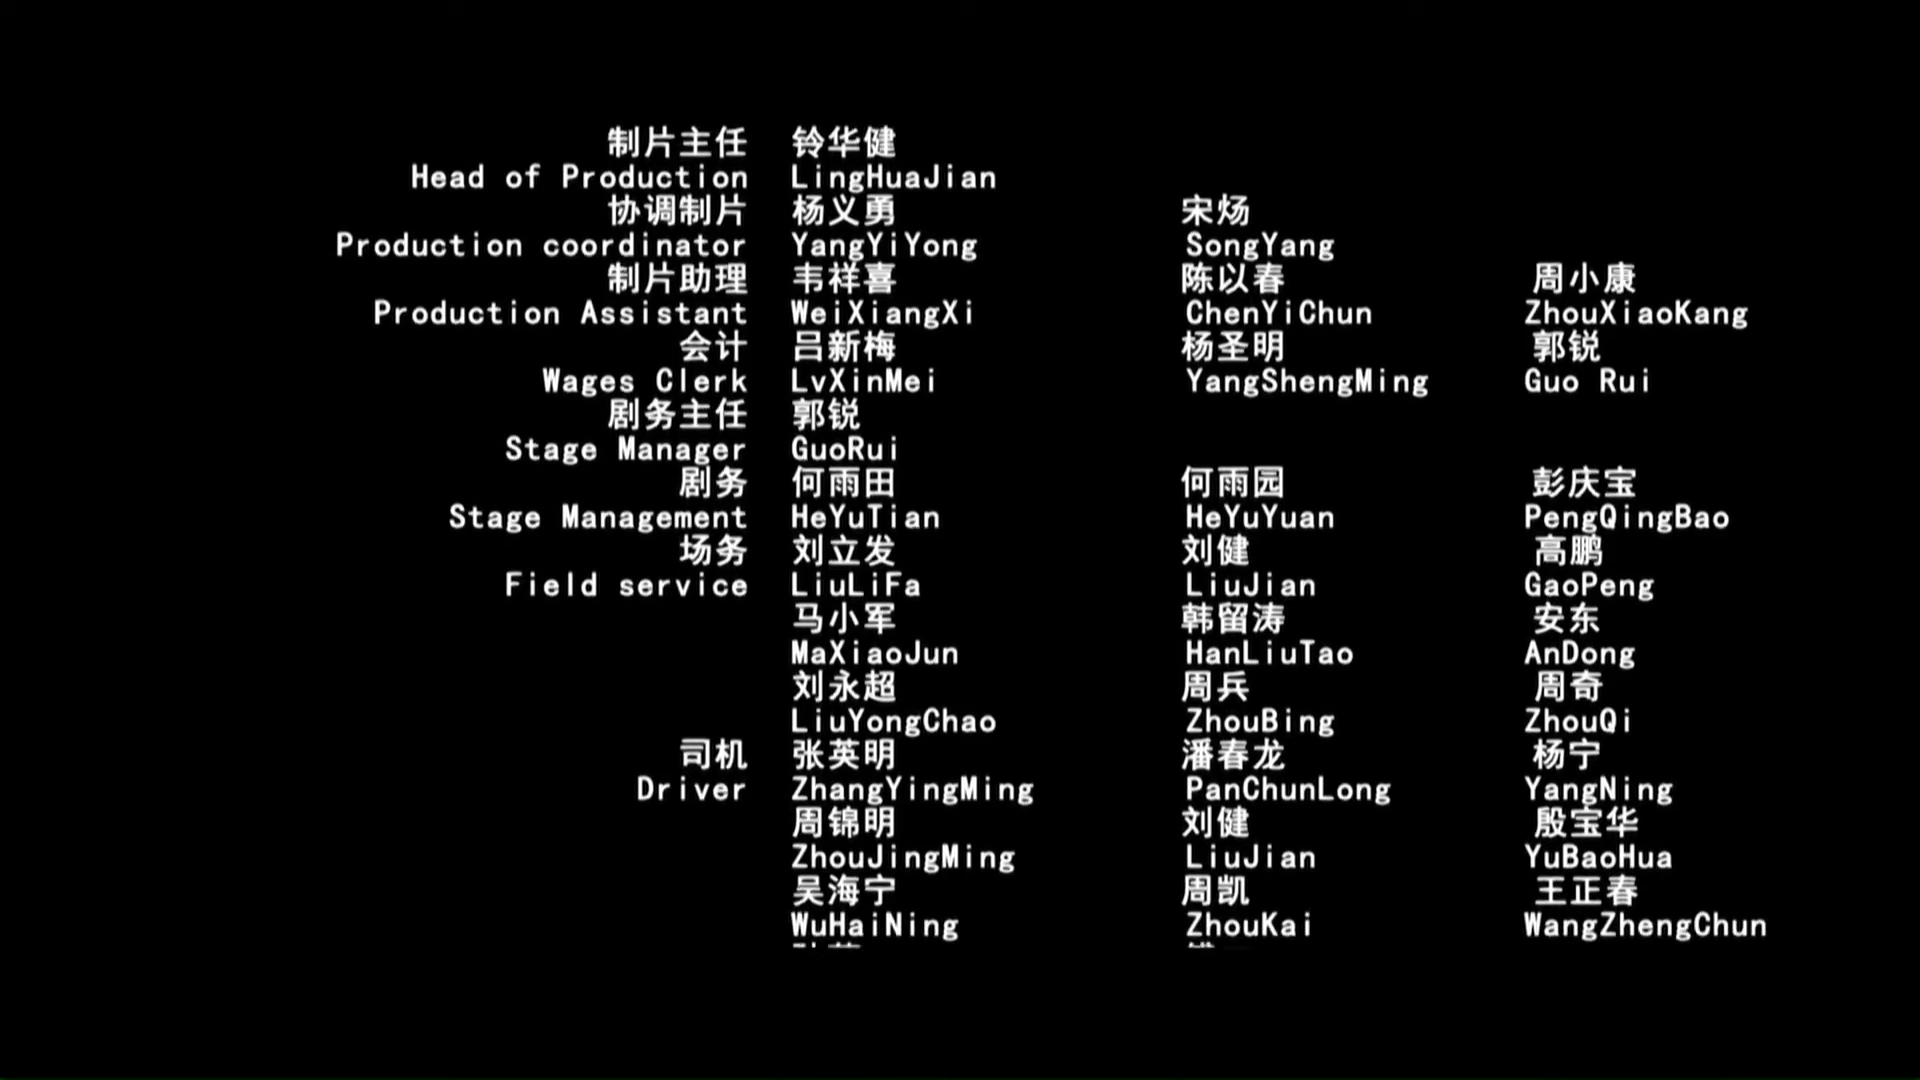 制片主任 铃华健
Head of Production LingHuaJian
协调制片 杨义勇 宋炀
Production coordinator YangYiYong SongYang
制片助理 韦祥喜 陈以春 周小康
Production Assistant WeiXiangXi ChenYiChun ZhouXiaoKang
会计 吕新梅 杨圣明 郭锐
Wages Clerk LvXinMei YangShengMing Guo Rui
剧务主任 郭锐
Stage Manager GuoRui
剧务 何雨田 何雨园 彭庆宝
Stage Management HeYuTian HeYuYuan PengQingBao
场务 刘立发 刘健 高鹏
Field service LiuLiFa LiuJian GaoPeng
马小军 韩留涛 安东
MaXiaoJun HanLiuTao AnDong
刘永超 周兵 周奇
LiuYongChao ZhouBing ZhouQi
司机 张英明 潘春龙 杨宁
Driver ZhangYingMing PanChunLong YangNing
周锦明 刘健 殷宝华
ZhouJingMing LiuJian YuBaoHua
吴海宁 周凯 王正春
WuHaiNing ZhouKai WangZhengChun